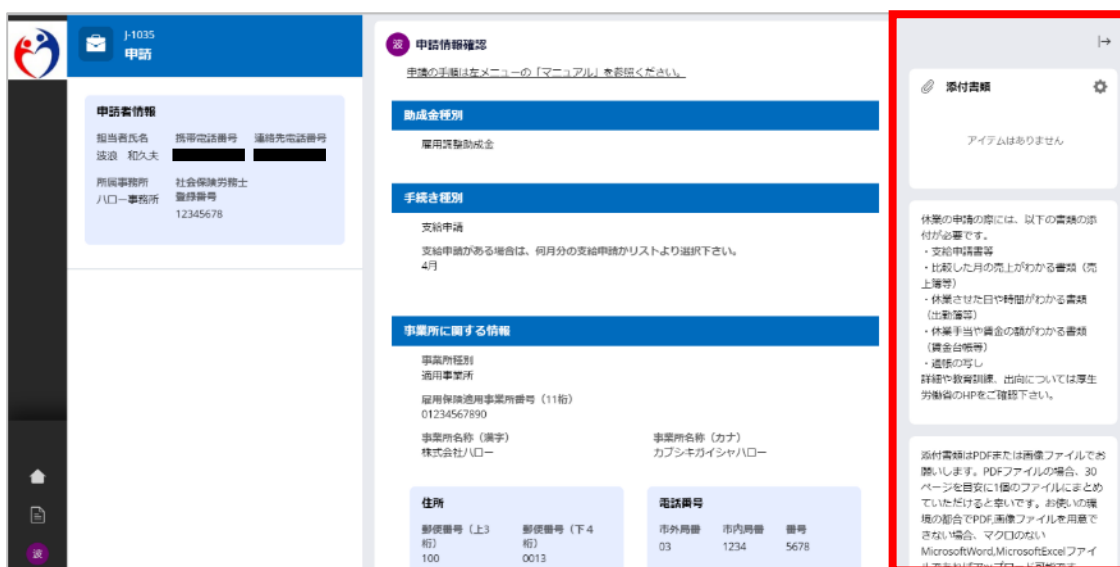 J-1035
申請
申請者情報
担当者氏名 携帯電話番号 連絡先電話番号
波浪 和久夫
所属事務所 社会保険労務士
ハロー事務所 登録番号
12345678
波 申請情報確認
申請の手順は左メニューの「マニュアル」を参照ください。
助成金種別
雇用調整助成金
手続き種別
支給申請
支給申請がある場合は、何月分の支給申請かリストより選択下さい。
4月
事業所に関する情報
事業所種別
適用事業所
雇用保険適用事業所番号（11桁）
01234567890
事業所名称（漢字） 事業所名称（カナ）
株式会社ハロー カブシキガイシャハロー
住所
郵便番号（上3 郵便番号（下4
桁） 桁）
100 0013
電話番号
市外局番 市内局番 番号
03 1234 5678
添付書類
アイテムはありません
休業の申請の際には、以下の書類の添
付が必要です。
・支給申請書等
・比較した月の売上がわかる書類（売
上簿等）
・休業させた日や時間がわかる書類
（出勤簿等）
・休業手当や賃金の額がわかる書類
（賃金台帳等）
・通帳の写し
詳細や教育訓練、出向については厚生
労働省のHPをご確認下さい。
添付書類はPDFまたは画像ファイルでお
願いします。PDFファイルの場合、30
ページを目安に1個のファイルにまとめ
ていただけると幸いです。お使いの環
境の都合でPDF,画像ファイルを用意で
きない場合、マクロのない
MicrosoftWord,MicrosoftExcelファイ
ルであればアップロード可能です
波